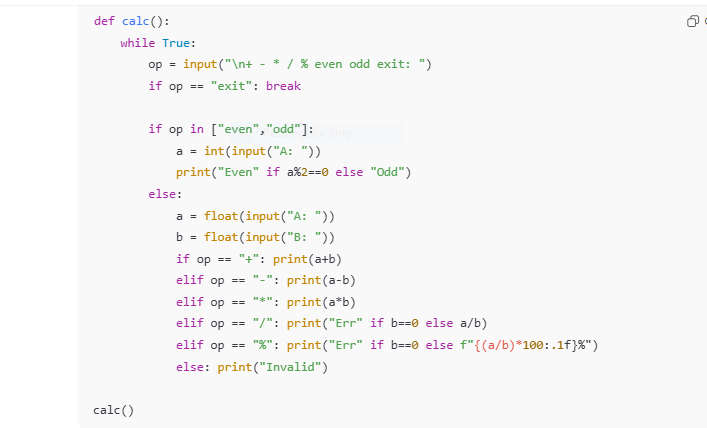 def calc():
    while True:
        op = input("\n+ - * / % even odd exit: ")
        if op == "exit": break

        if op in ["even","odd"]:
            a = int(input("A: "))
            print("Even" if a%2==0 else "Odd")
        else:
            a = float(input("A: "))
            b = float(input("B: "))
            if op == "+": print(a+b)
            elif op == "-": print(a-b)
            elif op == "*": print(a*b)
            elif op == "/": print("Err" if b==0 else a/b)
            elif op == "%": print("Err" if b==0 else f"{(a/b)*100:.1f}%")
            else: print("Invalid")

calc()